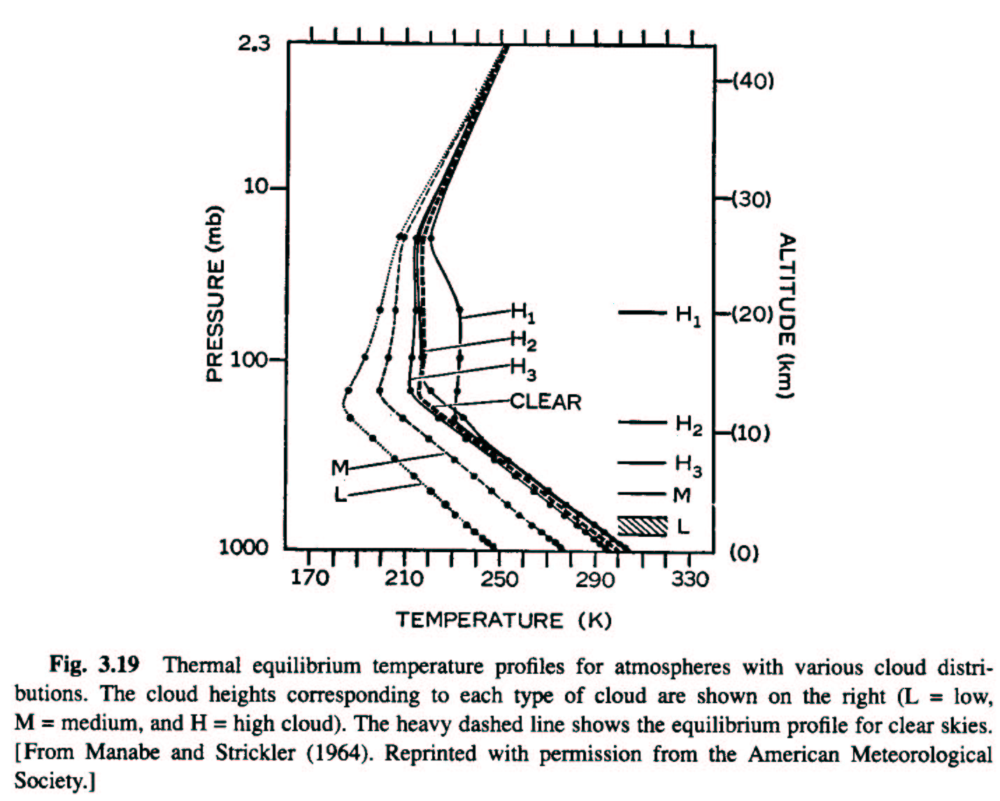 2.3
(40)
10
(30)
PRESSURE (mb)
ALTITUDE (km)
H1
H1
(20)
H2
100
H3
CLEAR
H2
(10)
M
H3
L
M
L
1000
(0)
170 210 250 290 330
TEMPERATURE (K)
Fig. 3.19 Thermal equilibrium temperature profiles for atmospheres with various cloud distri-
butions. The cloud heights corresponding to each type of cloud are shown on the right (L = low,
M = medium, and H = high cloud). The heavy dashed line shows the equilibrium profile for clear skies.
[From Manabe and Strickler (1964). Reprinted with permission from the American Meteorological
Society.]